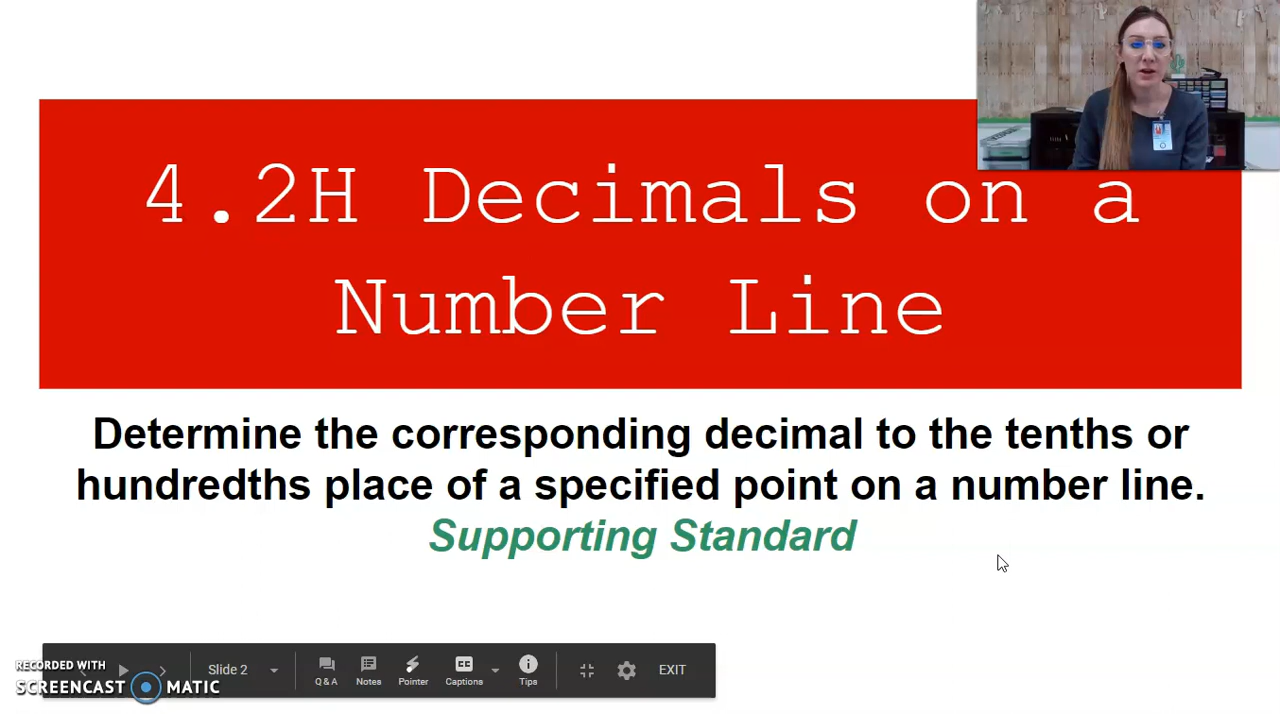 4.2H Decimals on a
Number Line
Determine the corresponding decimal to the tenths or
hundredths place of a specified point on a number line.
Supporting Standard
RECORDED WITH
SCREENCAST MATIC
Slide 2
Q & A
Notes
Pointer
CC
Captions
Tips
EXIT